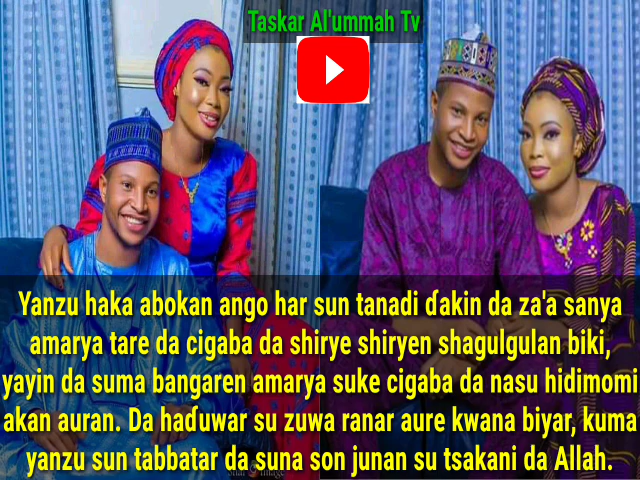 Taskar Al'ummah Tv
Yanzu haka abokan ango har sun tanadi ɗakin da za'a sanya
amarya tare da cigaba da shirye shiryen shagulgulan biki,
yayin da suma bangaren amarya suke cigaba da nasu hidimomi
akan auran. Da haɗuwar su zuwa ranar aure kwana biyar, kuma
yanzu sun tabbatar da suna son junan su tsakani da Allah.